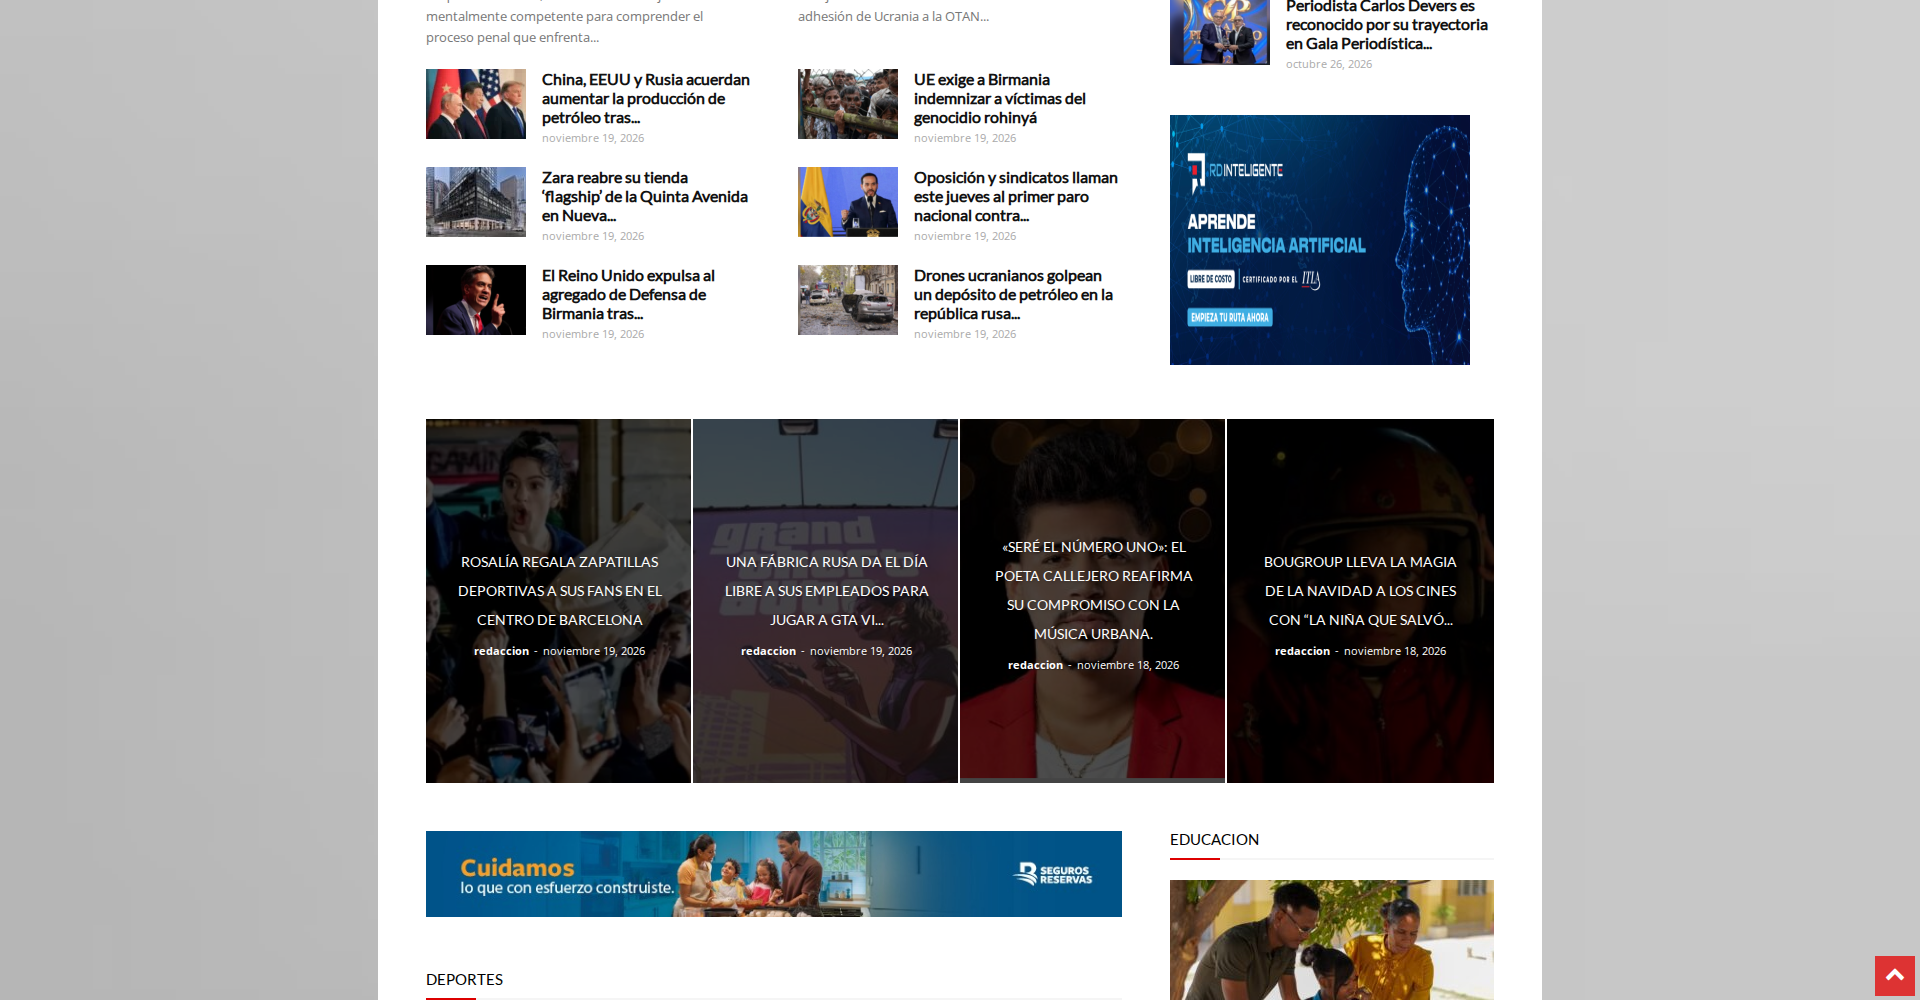 mentalmente competente para comprender el
proceso penal que enfrenta...
adhesión de Ucrania a la OTAN...
Periodista Carlos Devers es
reconocido por su trayectoria
en Gala Periodística...
octubre 26, 2026
China, EEUU y Rusia acuerdan
aumentar la producción de
petróleo tras...
noviembre 19, 2026
UE exige a Birmania
indemnizar a víctimas del
genocidio rohinyá
noviembre 19, 2026
Zara reabre su tienda
‘flagship’ de la Quinta Avenida
en Nueva...
noviembre 19, 2026
Oposición y sindicatos llaman
este jueves al primer paro
nacional contra...
noviembre 19, 2026
El Reino Unido expulsa al
agregado de Defensa de
Birmania tras...
noviembre 19, 2026
Drones ucranianos golpean
un depósito de petróleo en la
república rusa...
noviembre 19, 2026
RDINTELIGENTE
APRENDE
INTELIGENCIA ARTIFICIAL
LIBRE DE COSTO
CERTIFICADO POR EL ITLA
EMPIEZA TU RUTA AHORA
ROSALÍA REGALA ZAPATILLAS
DEPORTIVAS A SUS FANS EN EL
CENTRO DE BARCELONA
redaccion - noviembre 19, 2026
grand
UNA FÁBRICA RUSA DA EL DÍA
LIBRE A SUS EMPLEADOS PARA
JUGAR A GTA VI...
redaccion - noviembre 19, 2026
«SERÉ EL NÚMERO UNO»: EL
POETA CALLEJERO REAFIRMA
SU COMPROMISO CON LA
MÚSICA URBANA.
redaccion - noviembre 18, 2026
BOUGROUP LLEVA LA MAGIA
DE LA NAVIDAD A LOS CINES
CON “LA NIÑA QUE SALVÓ...
redaccion - noviembre 18, 2026
Cuidamos
lo que con esfuerzo construiste.
SEGUROS
RESERVAS
EDUCACION
DEPORTES